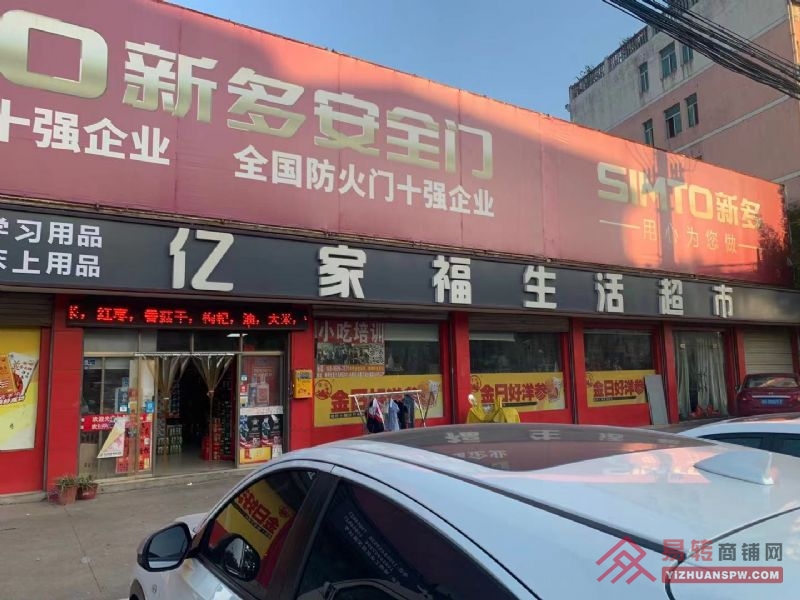 O新多安全门
十强企业
全国防火门十强企业
SIMTO新多
用心为您做
学习用品
床上用品
亿家福生活超市
红枣，香菇干，枸杞，油，大米，
小吃培训
金日好洋参
金日好洋参
金日好洋参
易转商铺网
YIZHUANSPW.COM